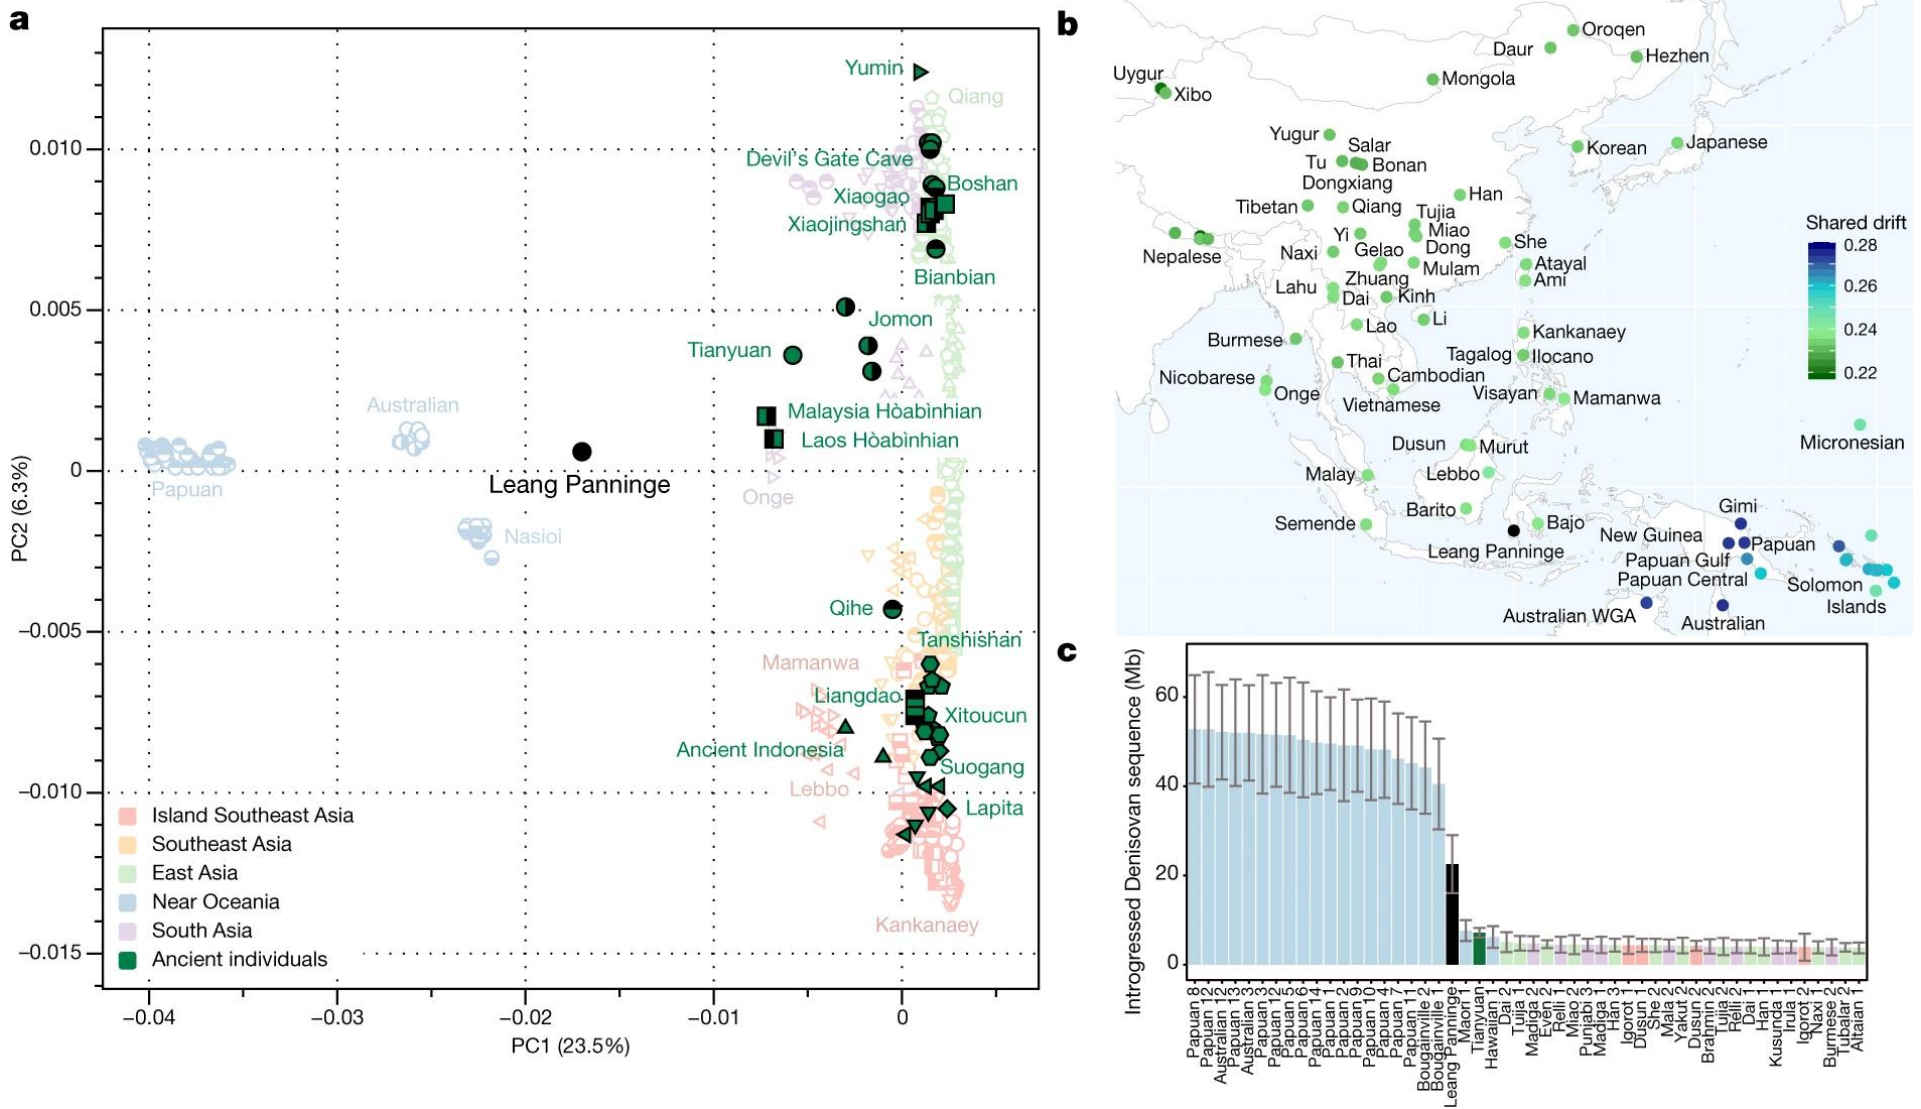 a
Yumin
Qiang
0.010
Devil's Gate Cave
Boshan
Xiaogao
Xiaojingshan
Bianbian
0.005
Jomon
Tianyuan
Australian
Malaysia Hòabìnhian
Laos Hòabìnhian
0
Papuan
Leang Panninge
Onge
Nasioi
PC2 (6.3%)
Qihe
−0.005
Tanshishan
Mamanwa
Liangdao
Xitoucun
Ancient Indonesia
Suogang
Lebbo
−0.010
Lapita
Island Southeast Asia
Southeast Asia
East Asia
Near Oceania
South Asia
Ancient individuals
Kankanaey
−0.015
−0.04
−0.03
−0.02
−0.01
0
PC1 (23.5%)
b
Oroqen
Daur
Hezhen
Uygur
Mongola
Xibo
Yugur
Salar
Korean
Japanese
Tu
Bonan
Dongxiang
Han
Tibetan
Qiang
Tujia
Miao
Yi
Dong
She
Nepalese
Naxi
Gelao
Mulam
Atayal
Zhuang
Ami
Lahu
Dai
Kinh
Lao
Li
Kankanaey
Burmese
Tagalog
Ilocano
Thai
Nicobarese
Cambodian
Onge
Vietnamese
Visayan
Mamanwa
Micronesian
Dusun
Murut
Malay
Lebbo
Barito
Semende
Bajo
Leang Panninge
Gimi
New Guinea
Papuan
Papuan Gulf
Papuan Central
Solomon
Islands
Australian WGA
Australian
Shared drift
0.28
0.26
0.24
0.22
c
Introgressed Denisovan sequence (Mb)
60
40
20
0
Papuan 8
Papuan 12
Australian 12
Papuan 13
Australian 3
Papuan 3
Papuan 12
Papuan 5
Papuan 6
Papuan 14
Papuan 1
Papuan 2
Papuan 9
Papuan 10
Papuan 4
Papuan 7
Papuan 11
Bougainville 2
Bougainville 1
Leang Panninge
Maori 1
Tianyuan
Hawaiian 1
Dai 2
Tujia 1
Madiga 2
Even 2
Relli 1
Miao 2
Punjabi 3
Madiga 1
Han 3
Igorot 1
Dusun 1
She 2
Mala 2
Yakut 2
Dusun 2
Brahmin 2
Tujia 2
Relli 2
Dai 1
Han 1
Kusunda 1
Irula 1
Igorot 2
Naxi 1
Burmese 2
Tubalar 2
Altaian 1